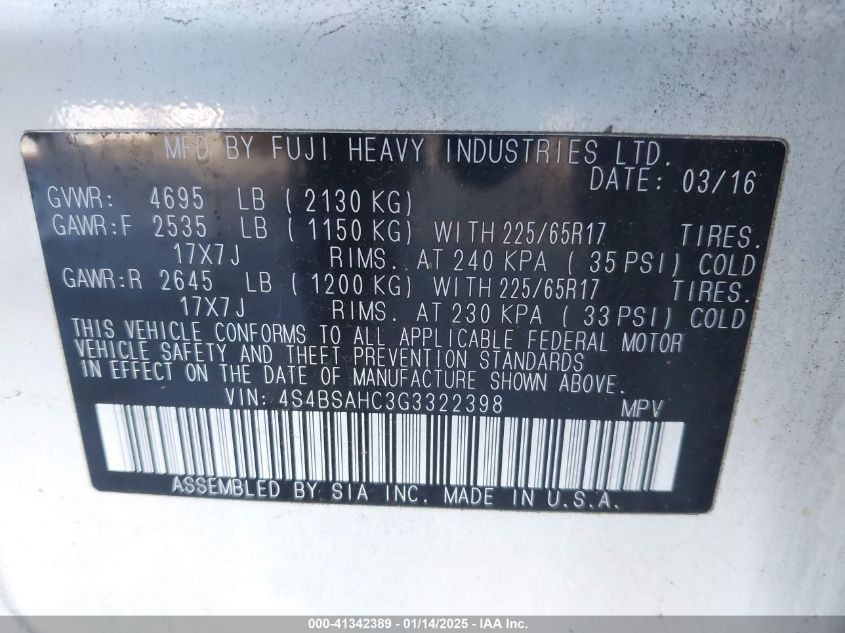 MFD BY FUJI HEAVY INDUSTRIES LTD.
DATE: 03/16
GVWR: 4695 LB ( 2130 KG)
GAWR:F 2535 LB ( 1150 KG) WITH 225/65R17 TIRES.
17X7J RIMS. AT 240 KPA ( 35 PSI) COLD
GAWR:R 2645 LB ( 1200 KG) WITH 225/65R17 TIRES.
17X7J RIMS. AT 230 KPA ( 33 PSI) COLD
THIS VEHICLE CONFORMS TO ALL APPLICABLE FEDERAL MOTOR
VEHICLE SAFETY AND THEFT PREVENTION STANDARDS
IN EFFECT ON THE DATE OF MANUFACTURE SHOWN ABOVE.
VIN: 4S4BSAHC3G3322398 MPV
ASSEMBLED BY SIA INC. MADE IN U.S.A.
000-41342389 - 01/14/2025 - IAA Inc.